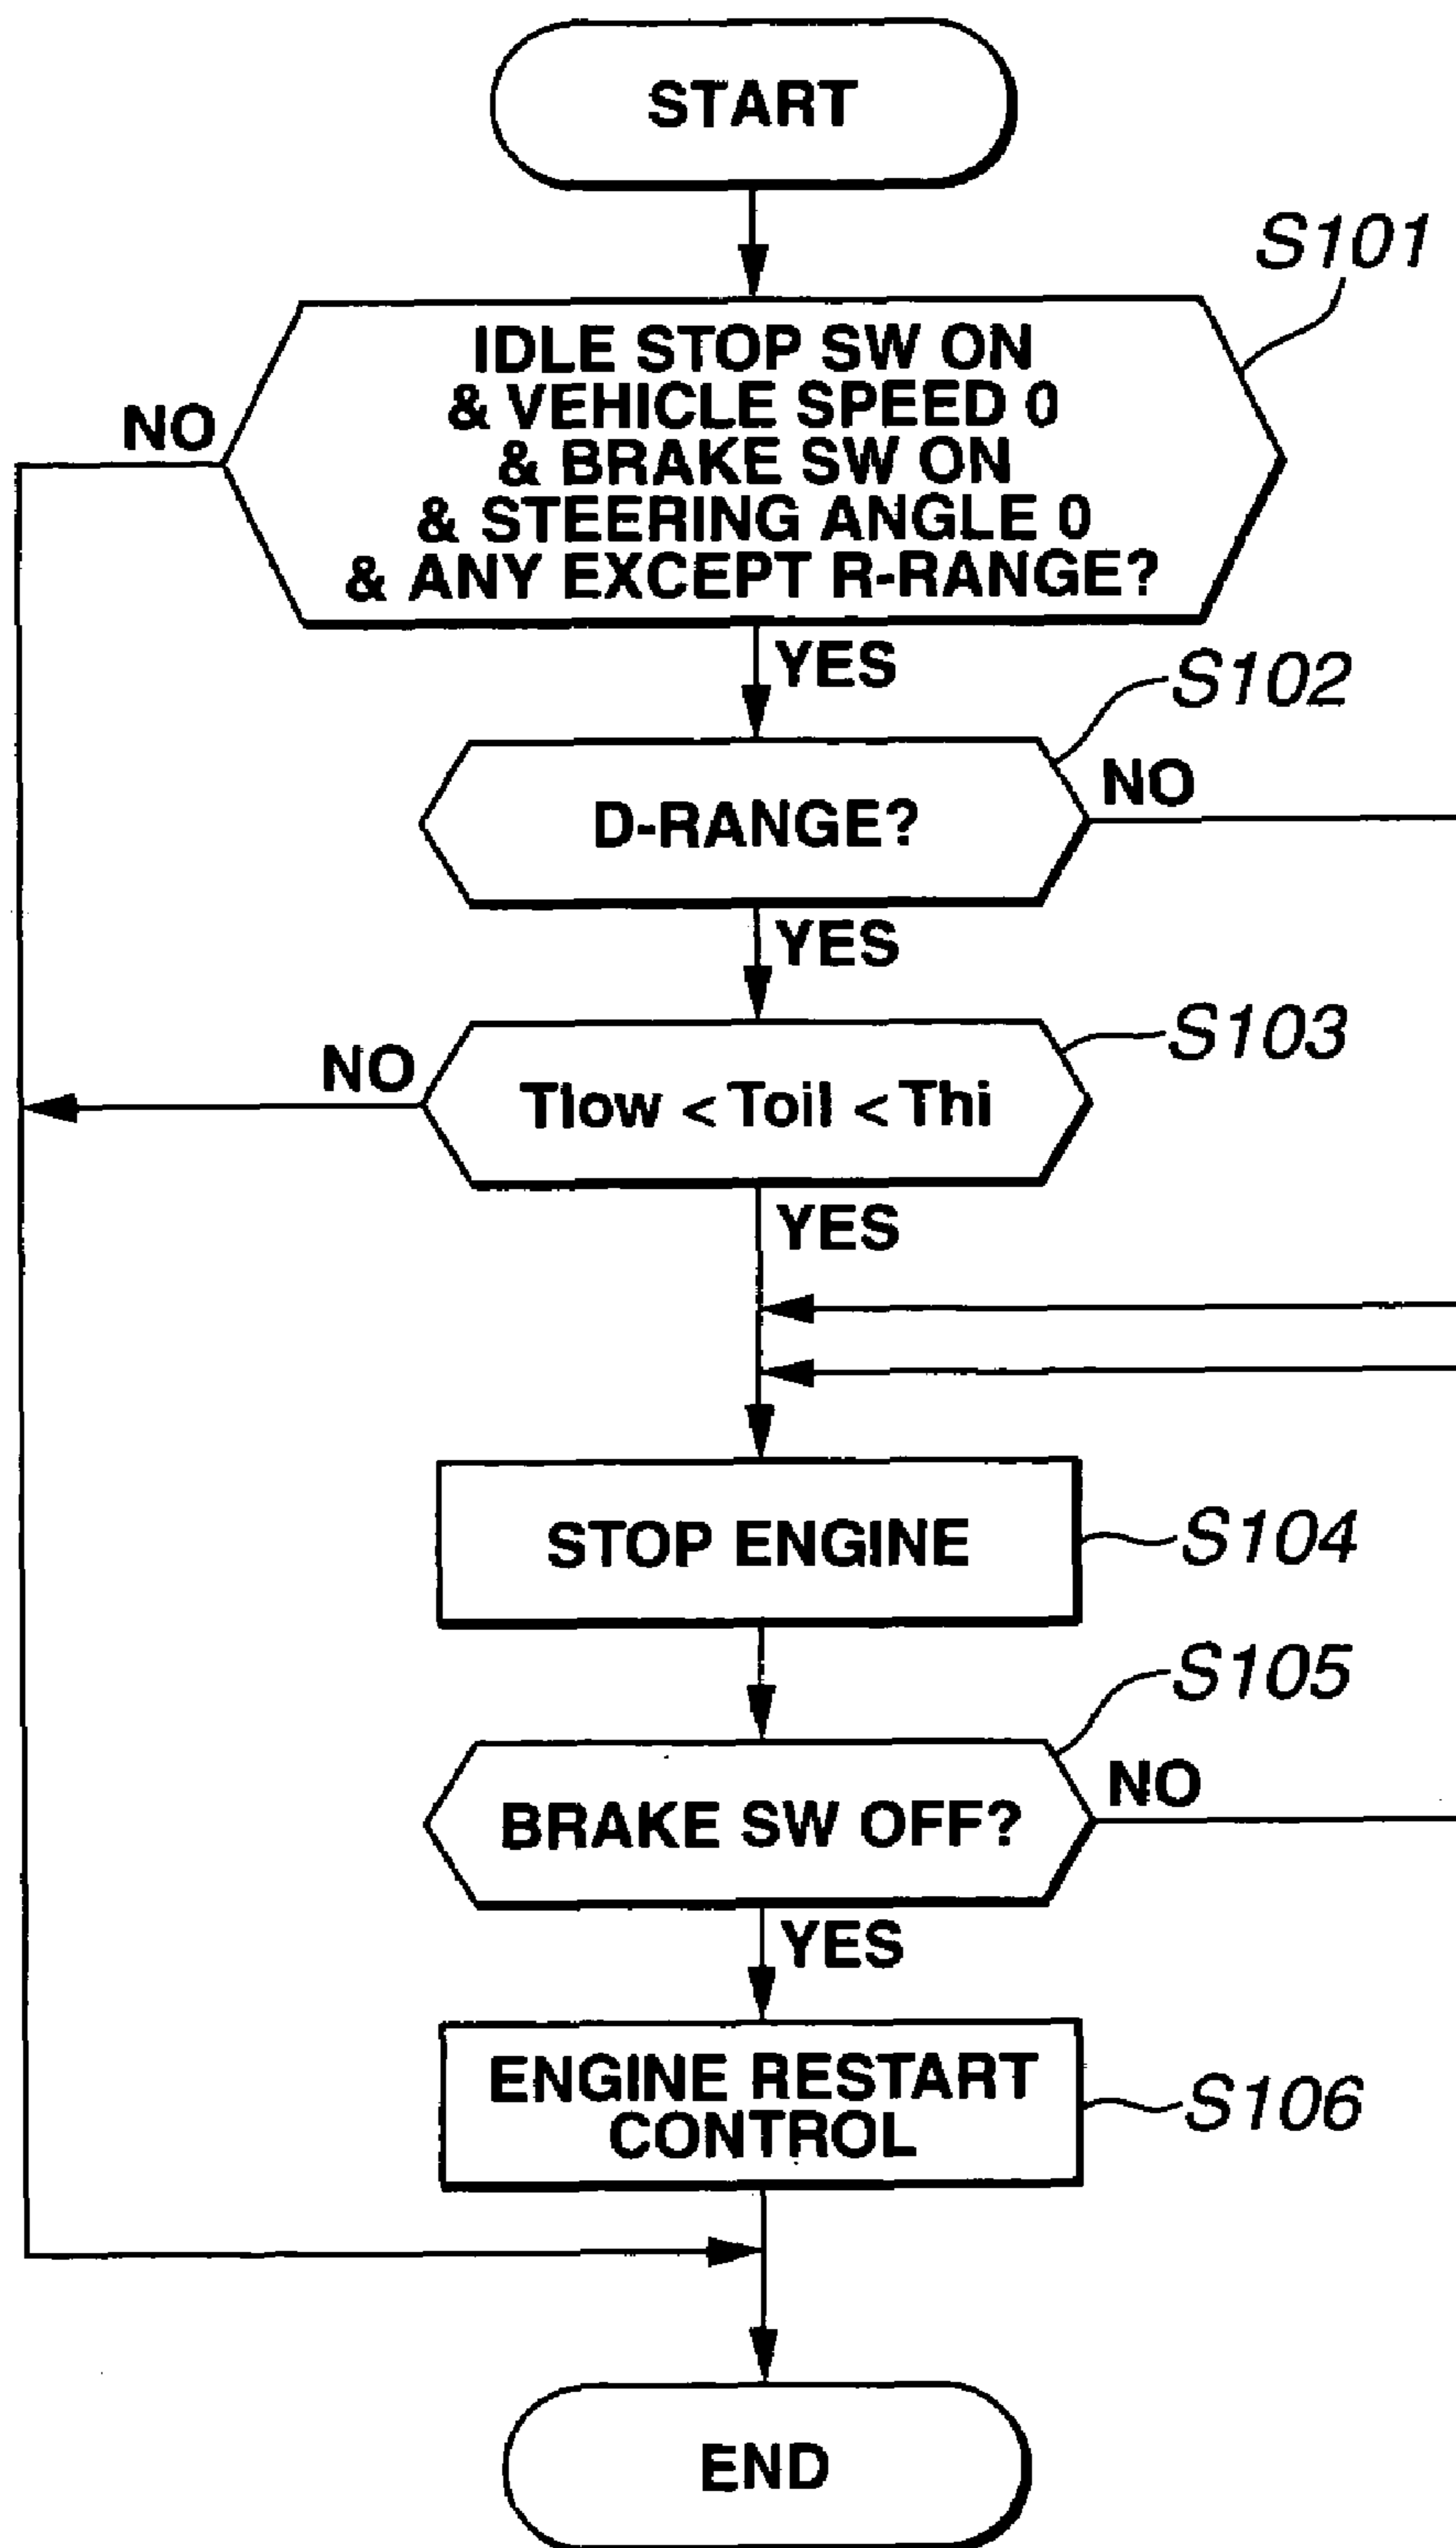 START
S101
IDLE STOP SW ON
& VEHICLE SPEED 0
& BRAKE SW ON
& STEERING ANGLE 0
& ANY EXCEPT R-RANGE?
NO
YES
S102
D-RANGE?
NO
YES
S103
NO
Tlow < Toil < Thi
YES
STOP ENGINE
S104
S105
BRAKE SW OFF?
NO
YES
ENGINE RESTART
CONTROL
S106
END